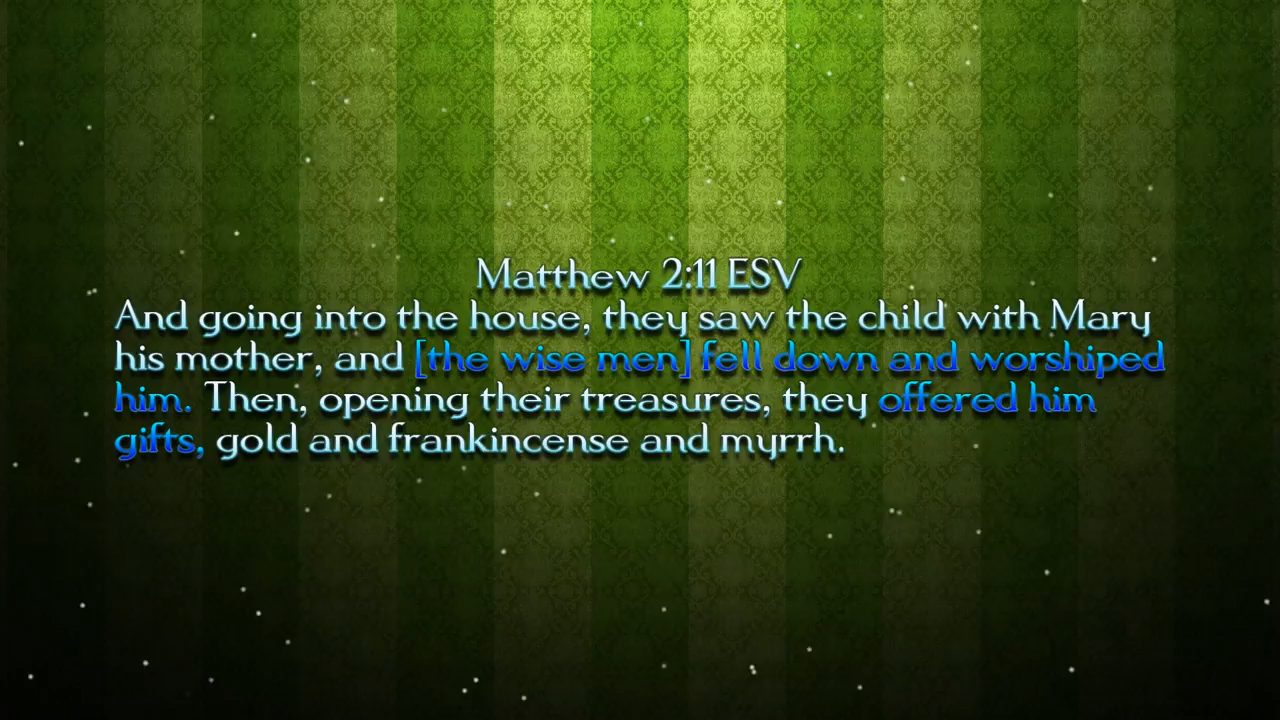 Matthew 2:11 ESV
And going into the house, they saw the child with Mary
his mother, and [the wise men] fell down and worshiped
him. Then, opening their treasures, they offered him
gifts, gold and frankincense and myrrh.